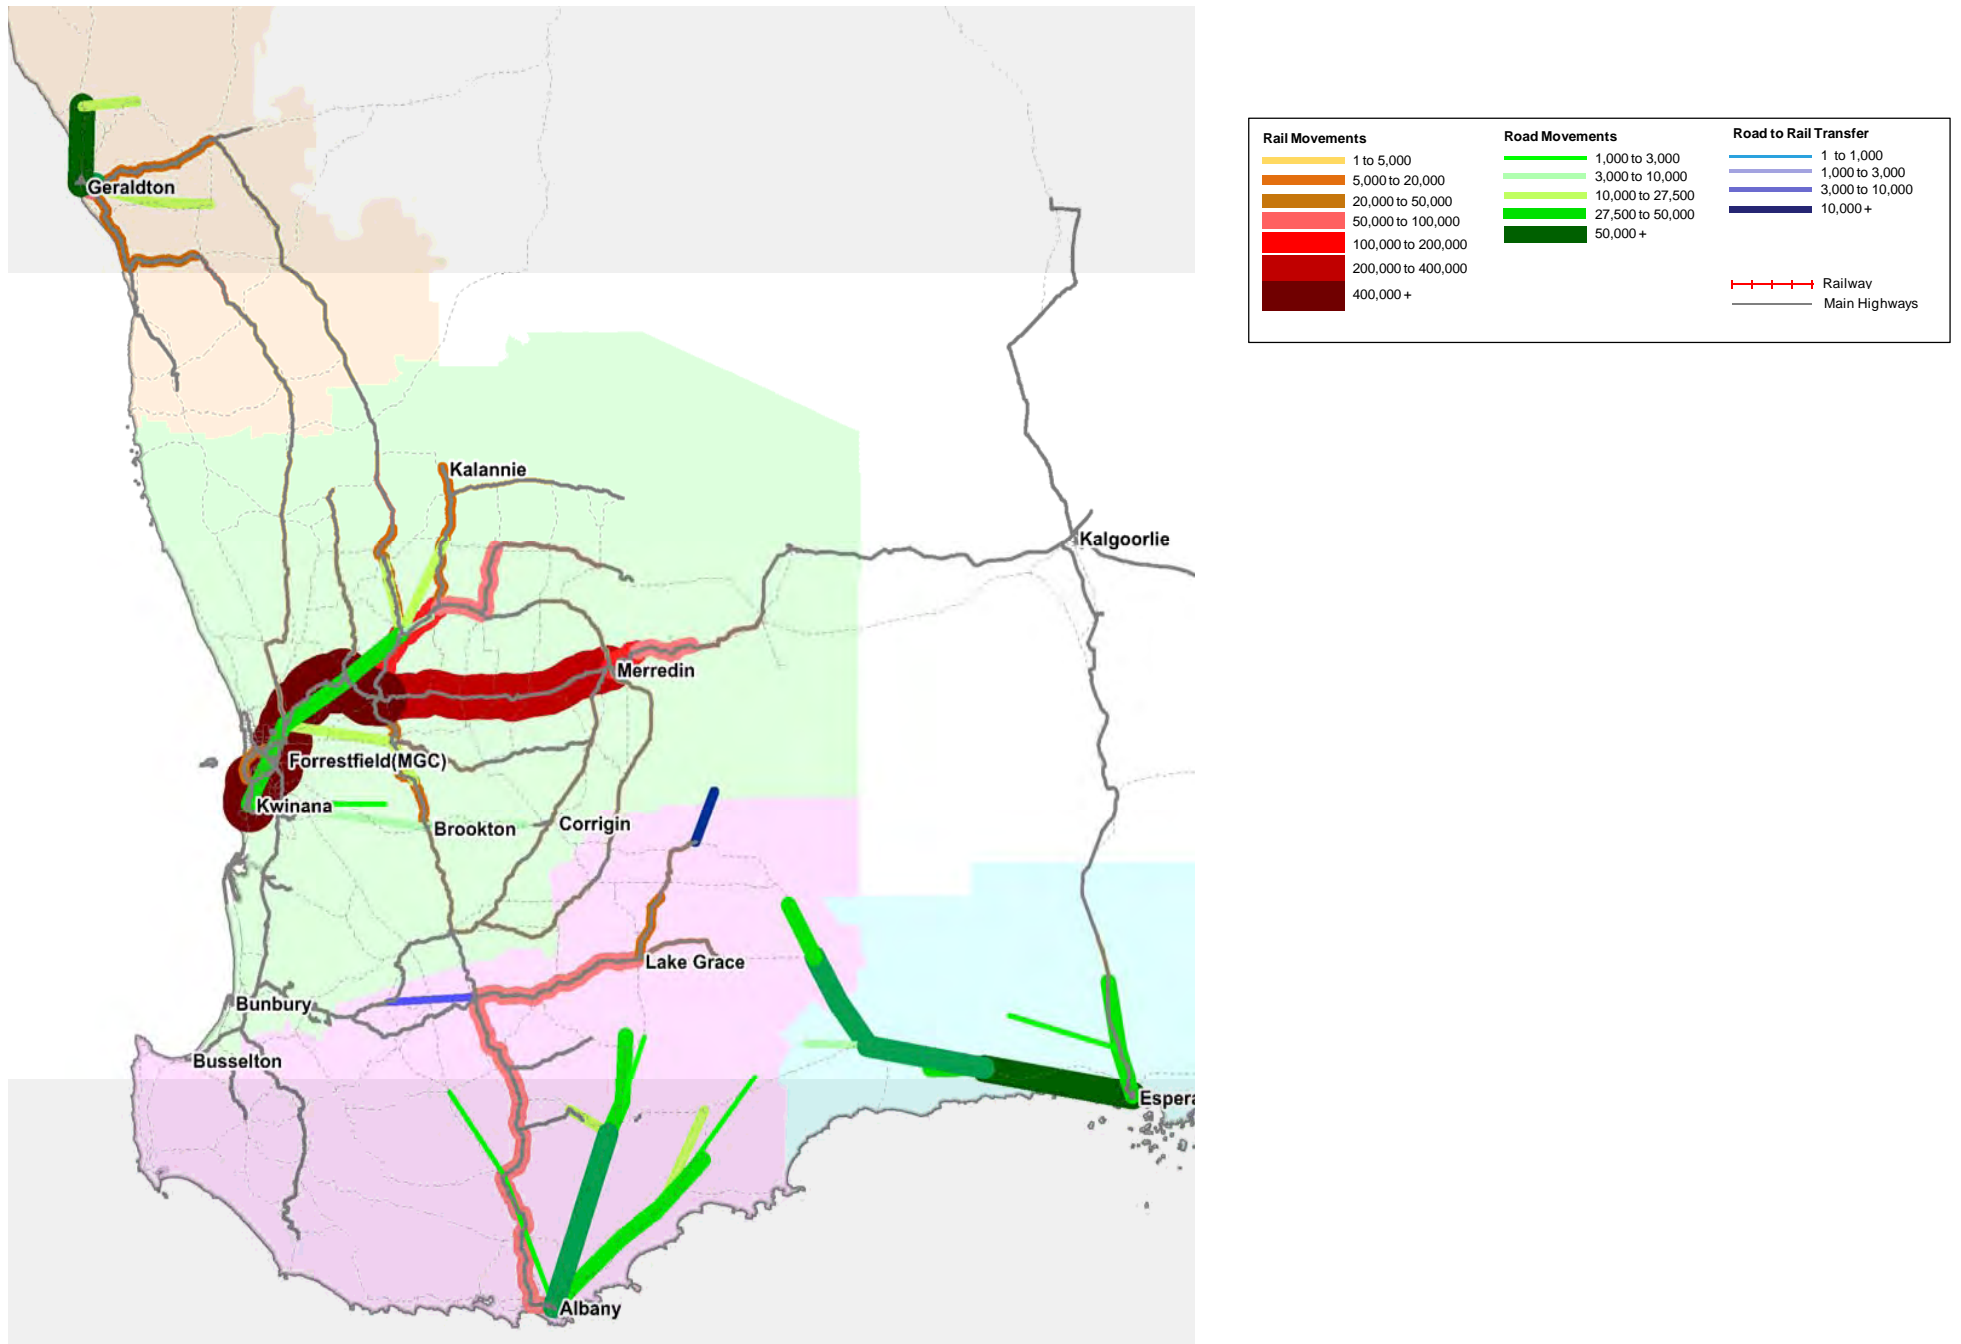 Geraldton
Kalannie
Kalgoorlie
Merredin
Forrestfield(MGC)
Kwinana
Brookton
Corrigin
Lake Grace
Bunbury
Busselton
Espera
Albany
Rail Movements
1 to 5,000
5,000 to 20,000
20,000 to 50,000
50,000 to 100,000
100,000 to 200,000
200,000 to 400,000
400,000 +
Road Movements
1,000 to 3,000
3,000 to 10,000
10,000 to 27,500
27,500 to 50,000
50,000 +
Road to Rail Transfer
1 to 1,000
1,000 to 3,000
3,000 to 10,000
10,000 +
Railway
Main Highways